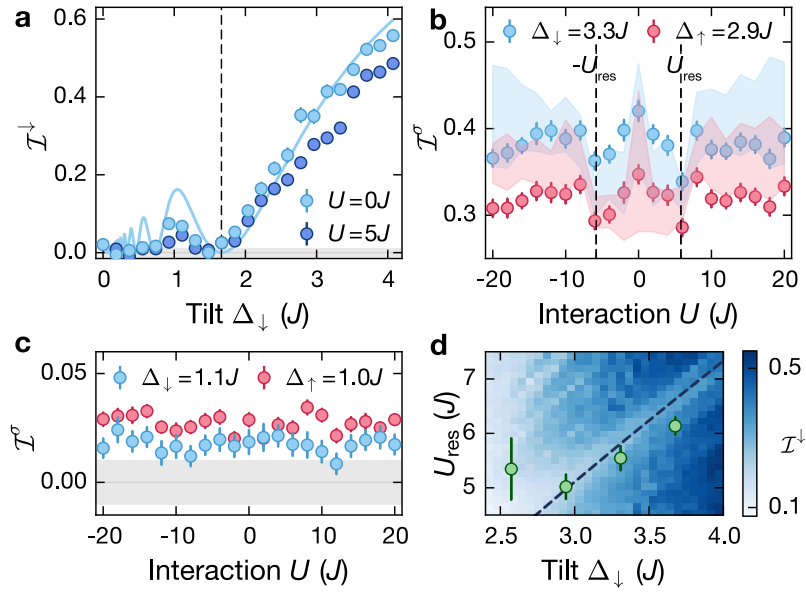 a
0.6
0.4
0.2
0.0
ℐ↓
U=0J
U=5J
0 1 2 3 4
Tilt Δ↓ (J)
b
Δ↓=3.3J Δ↑=2.9J
-Ures Ures
0.5
0.4
0.3
ℐσ
-20 -10 0 10 20
Interaction U (J)
c
Δ↓=1.1J Δ↑=1.0J
0.05
0.00
ℐσ
-20 -10 0 10 20
Interaction U (J)
d
7
6
5
Ures (J)
2.5 3.0 3.5 4.0
Tilt Δ↓ (J)
0.5
ℐ↓
0.1